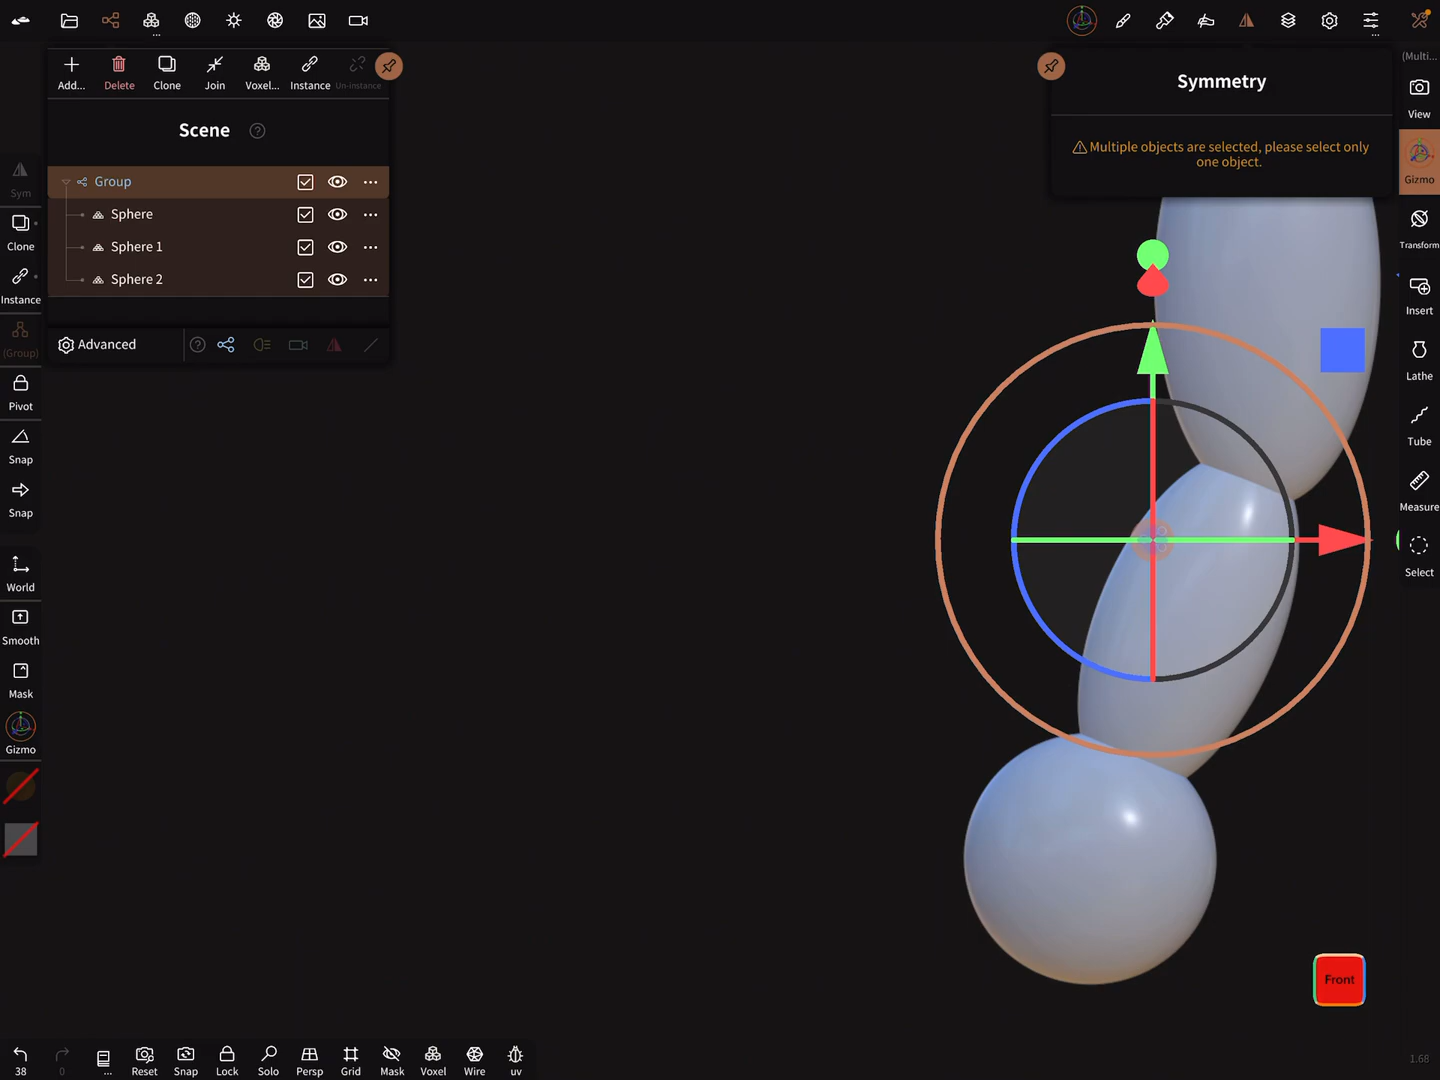 Add...
Delete
Clone
Join
Voxel...
Instance
Un-instance
Scene
?
Group
Sphere
Sphere 1
Sphere 2
Advanced
?
Symmetry
Multiple objects are selected, please select only
one object.
(Multi...
View
Gizmo
Transform
Insert
Lathe
Tube
Measure
Select
Sym
Clone
Instance
(Group)
Pivot
Snap
Snap
World
Smooth
Mask
Gizmo
Front
38
0
...
Reset
Snap
Lock
Solo
Persp
Grid
Mask
Voxel
Wire
uv
1.68